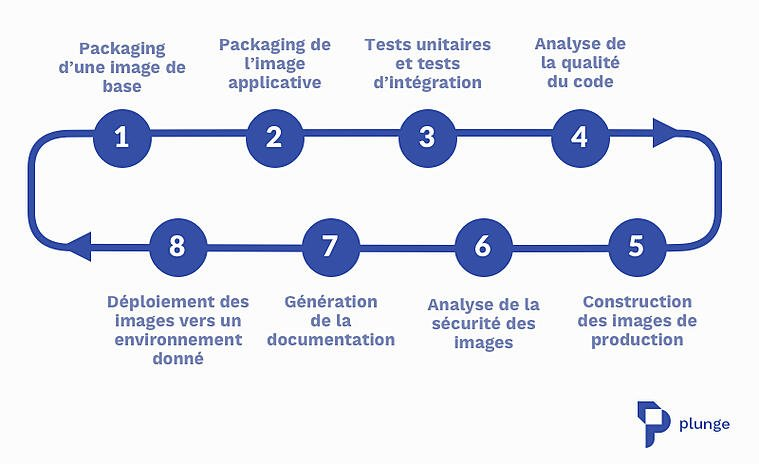 Packaging
d'une image de
base
Packaging de
l'image
applicative
Tests unitaires
et tests
d'intégration
Analyse de
la qualité
du code
1
2
3
4
8
7
6
5
Déploiement des
images vers un
environnement
donné
Génération
de la
documentation
Analyse de la
sécurité des
images
Construction
des images de
production
plunge